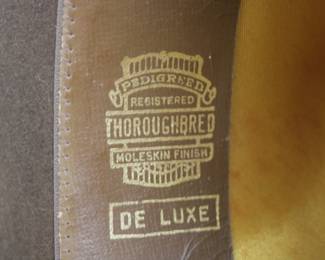 PEDIGREED
REGISTERED
THOROUGHBRED
MOLESKIN FINISH
DE LUXE